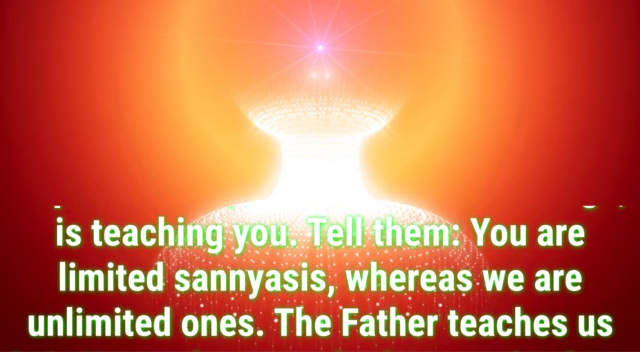 is teaching you. Tell them: You are
limited sannyasis, whereas we are
unlimited ones. The Father teaches us